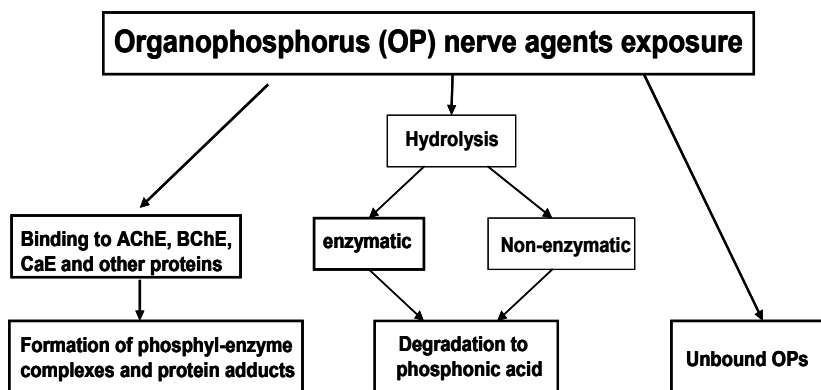 Organophosphorus (OP) nerve agents exposure
Hydrolysis
Binding to AChE, BChE,
CaE and other proteins
enzymatic
Non-enzymatic
Formation of phosphyl-enzyme
complexes and protein adducts
Degradation to
phosphonic acid
Unbound OPs